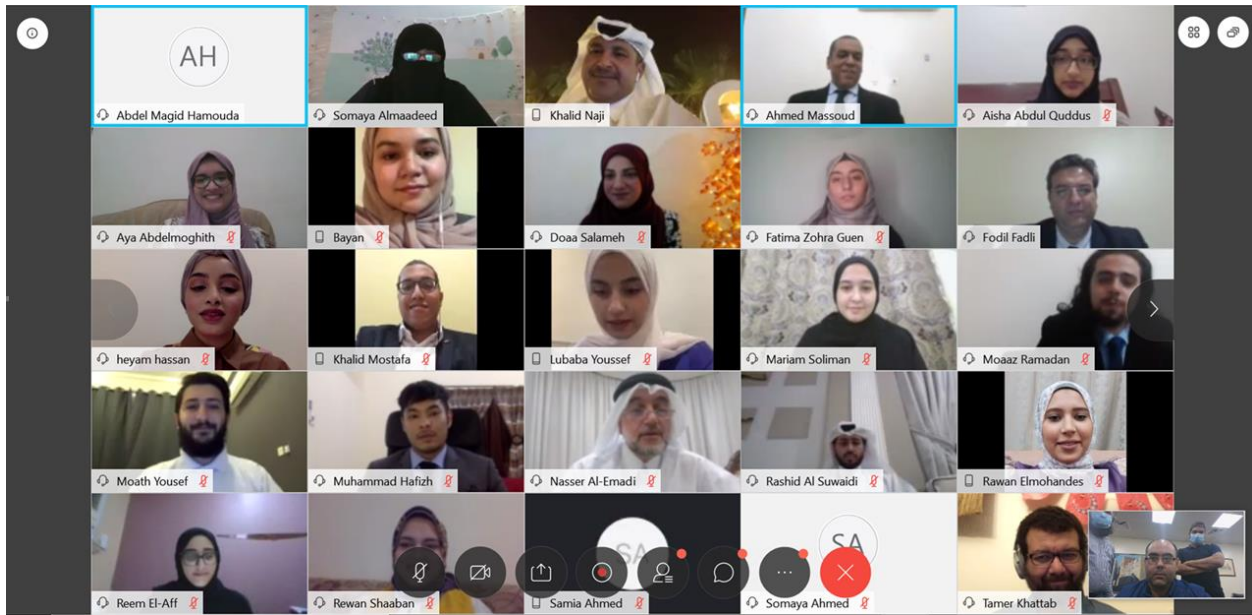 AH
Abdel Magid Hamouda
Somaya Almaadeed
Khalid Naji
Ahmed Massoud
Aisha Abdul Quddus
Aya Abdelmoghith
Bayan
Doaa Salameh
Fatima Zohra Guen
Fodil Fadli
heyam hassan
Khalid Mostafa
Lubaba Youssef
Mariam Soliman
Moaaz Ramadan
Moath Yousef
Muhammad Hafizh
Nasser Al-Emadi
Rashid Al Suwaidi
Rawan Elmohandes
Reem El-Aff
Rewan Shaaban
SA
Samia Ahmed
SA
Somaya Ahmed
Tamer Khattab